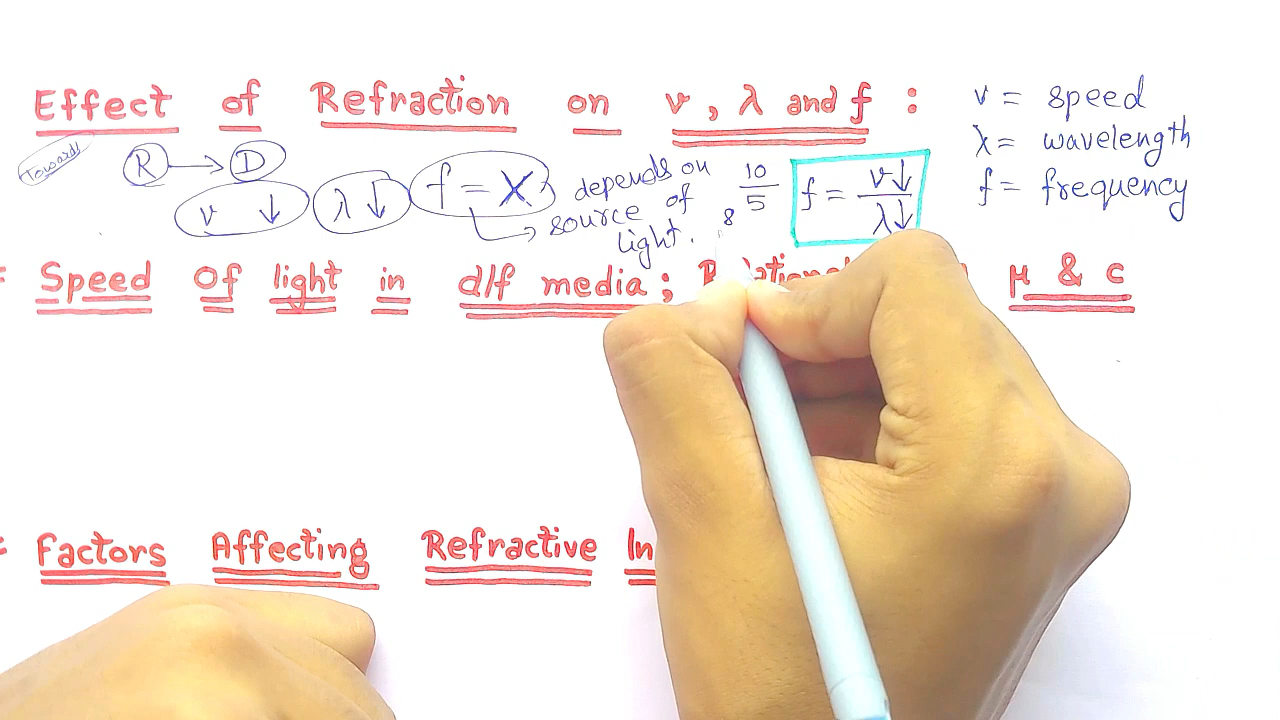 Effect of Refraction on v, λ and f :
v = speed
λ = wavelength
f = frequency
Towards
R → D
v ↓ λ ↓ f = X
depends on
source of
light.
10
5
8
f = v↓
λ↓
Speed Of light in d/f media; μ & c
Factors Affecting Refractive